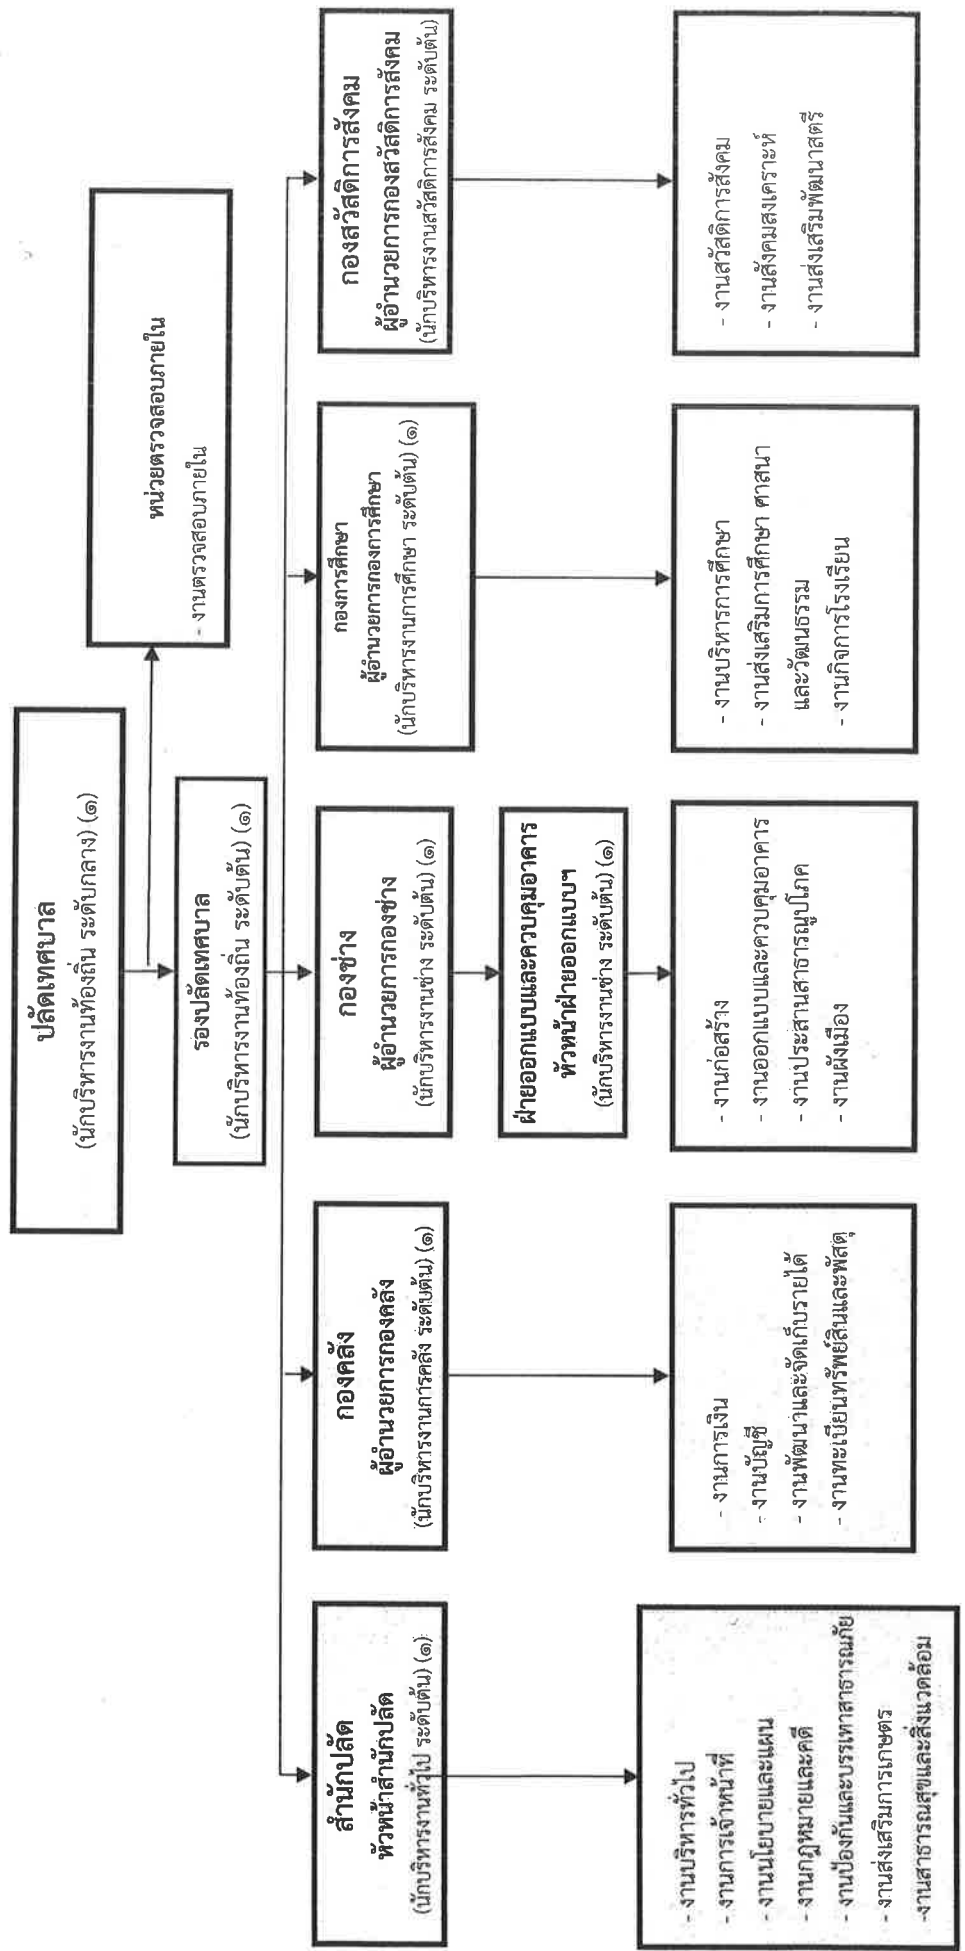 ปลัดเทศบาล
(นักบริหารงานท้องถิ่น ระดับกลาง) (๑)
หน่วยตรวจสอบภายใน
- งานตรวจสอบภายใน
รองปลัดเทศบาล
(นักบริหารงานท้องถิ่น ระดับต้น) (๑)
สำนักปลัด
หัวหน้าสำนักปลัด
(นักบริหารงานทั่วไป ระดับต้น) (๑)
กองคลัง
ผู้อำนวยการกองคลัง
(นักบริหารงานการคลัง ระดับต้น) (๑)
กองช่าง
ผู้อำนวยการกองช่าง
(นักบริหารงานช่าง ระดับต้น) (๑)
กองการศึกษา
ผู้อำนวยการกองการศึกษา
(นักบริหารงานการศึกษา ระดับต้น) (๑)
กองสวัสดิการสังคม
ผู้อำนวยการกองสวัสดิการสังคม
(นักบริหารงานสวัสดิการสังคม ระดับต้น)
ฝ่ายออกแบบและควบคุมอาคาร
หัวหน้าฝ่ายออกแบบฯ
(นักบริหารงานช่าง ระดับต้น) (๑)
- งานบริหารทั่วไป
- งานการเจ้าหน้าที่
- งานนโยบายและแผน
- งานกฎหมายและคดี
- งานป้องกันและบรรเทาสาธารณภัย
- งานส่งเสริมการเกษตร
-งานสาธารณสุขและสิ่งแวดล้อม
- งานการเงิน
- งานบัญชี
- งานพัฒนาและจัดเก็บรายได้
- งานทะเบียนทรัพย์สินและพัสดุ
- งานก่อสร้าง
- งานออกแบบและควบคุมอาคาร
- งานประสานสาธารณูปโภค
- งานผังเมือง
- งานบริหารการศึกษา
- งานส่งเสริมการศึกษา ศาสนา
และวัฒนธรรม
- งานกิจการโรงเรียน
- งานสวัสดิการสังคม
- งานสังคมสงเคราะห์
- งานส่งเสริมพัฒนาสตรี